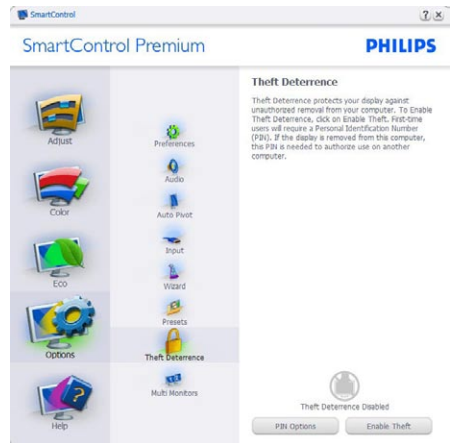 SmartControl
SmartControl Premium
PHILIPS
Adjust
Color
Eco
Options
Help
Preferences
Audio
Auto Pivot
Input
Wizard
Presets
Theft Deterrence
Multi Monitors
Theft Deterrence
Theft Deterrence protects your display against
unauthorized removal from your computer. To Enable
Theft Deterrence, click on Enable Theft. First-time
users will require a Personal Identification Number
(PIN). If the display is removed from this computer,
this PIN is needed to authorize use on another
computer.
Theft Deterrence Disabled
PIN Options
Enable Theft